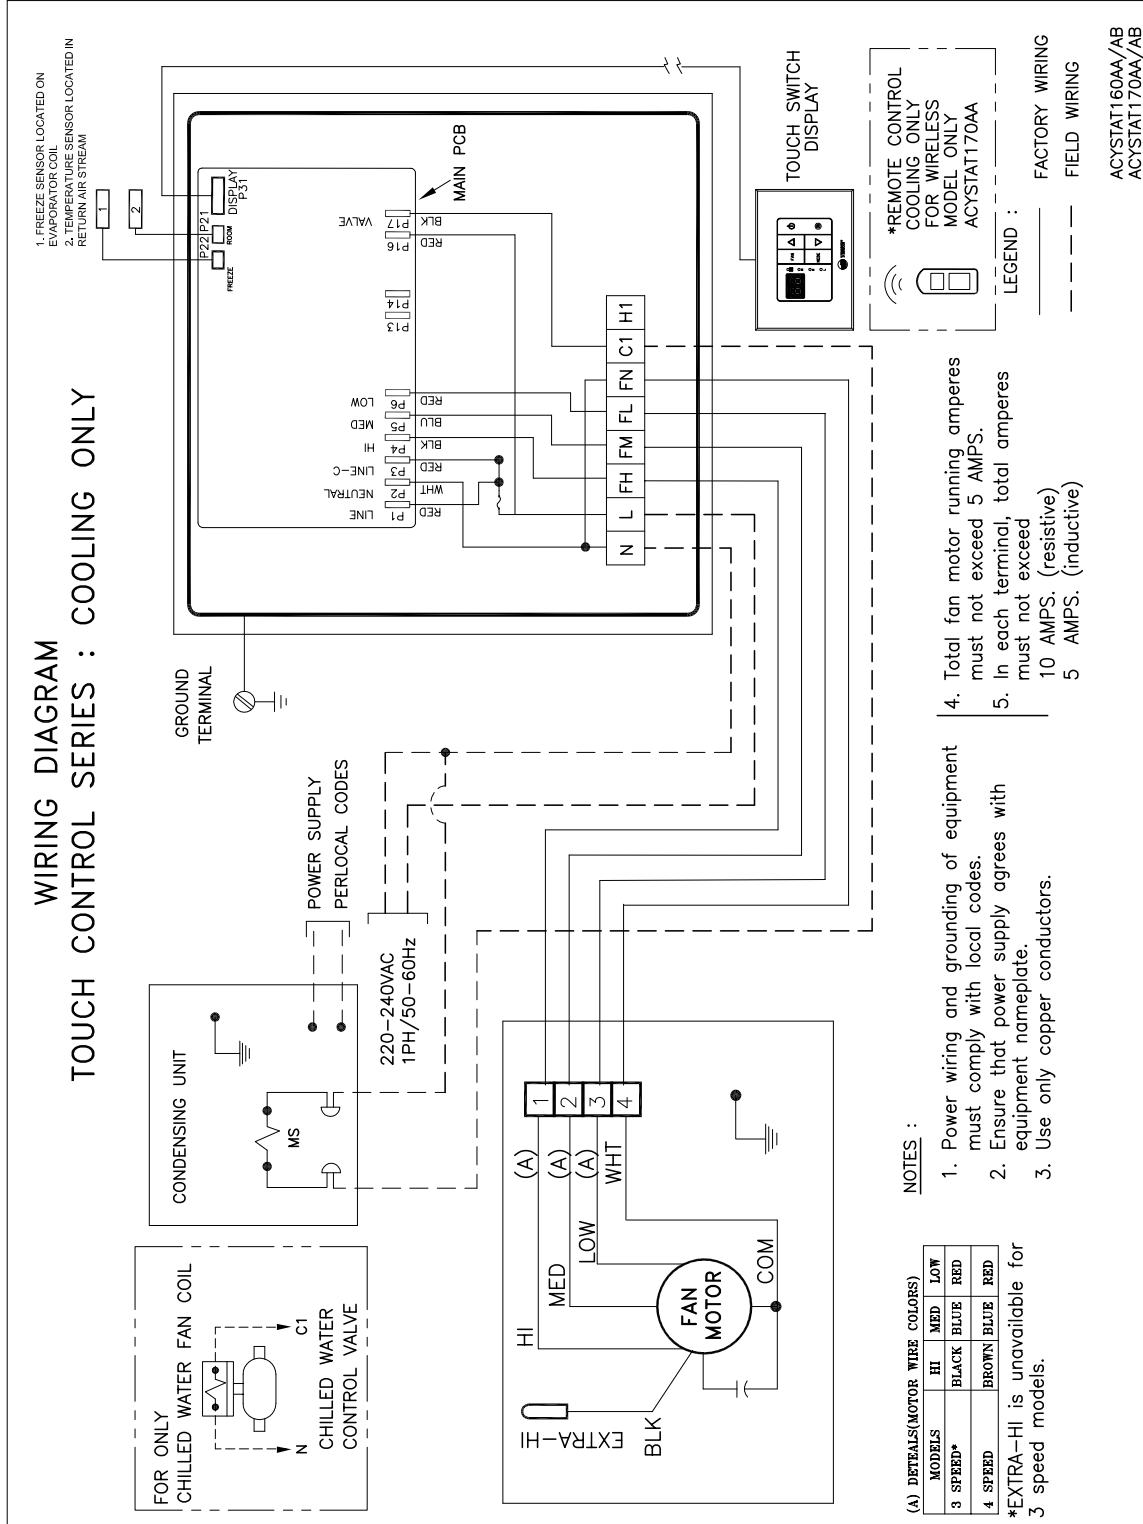 WIRING DIAGRAM
TOUCH CONTROL SERIES : COOLING ONLY
1. FREEZE SENSOR LOCATED ON
EVAPORATOR COIL
2. TEMPERATURE SENSOR LOCATED IN
RETURN AIR STREAM
1
2
P22 P21
FREEZE
ROOM
DISPLAY
P31
MAIN PCB
LINE
NEUTRAL
LINE-C
HI
MED
LOW
VALVE
P1
P2
P3
P4
P5
P6
P13
P14
P16
P17
RED
WHT
RED
BLK
BLU
RED
RED
BLK
N
L
FH
FM
FL
FN
C1
H1
GROUND
TERMINAL
TOUCH SWITCH
DISPLAY
*REMOTE CONTROL
COOLING ONLY
FOR WIRELESS
MODEL ONLY
ACYSTAT170AA
LEGEND :
FACTORY WIRING
FIELD WIRING
ACYSTAT160AA/AB
ACYSTAT170AA/AB
POWER SUPPLY
PERLOCAL CODES
220-240VAC
1PH/50-60Hz
CONDENSING UNIT
MS
FOR ONLY
CHILLED WATER FAN COIL
N
C1
CHILLED WATER
CONTROL VALVE
1
2
3
4
(A)
(A)
(A)
WHT
HI
MED
LOW
COM
FAN
MOTOR
EXTRA-HI
BLK
NOTES :
1. Power wiring and grounding of equipment
must comply with local codes.
2. Ensure that power supply agrees with
equipment nameplate.
3. Use only copper conductors.
4. Total fan motor running amperes
must not exceed 5 AMPS.
5. In each terminal, total amperes
must not exceed
10 AMPS. (resistive)
5 AMPS. (inductive)
(A) DETEALS(MOTOR WIRE COLORS)
MODELS HI MED LOW
3 SPEED* BLACK BLUE RED
4 SPEED BROWN BLUE RED
*EXTRA-HI is unavailable for
3 speed models.